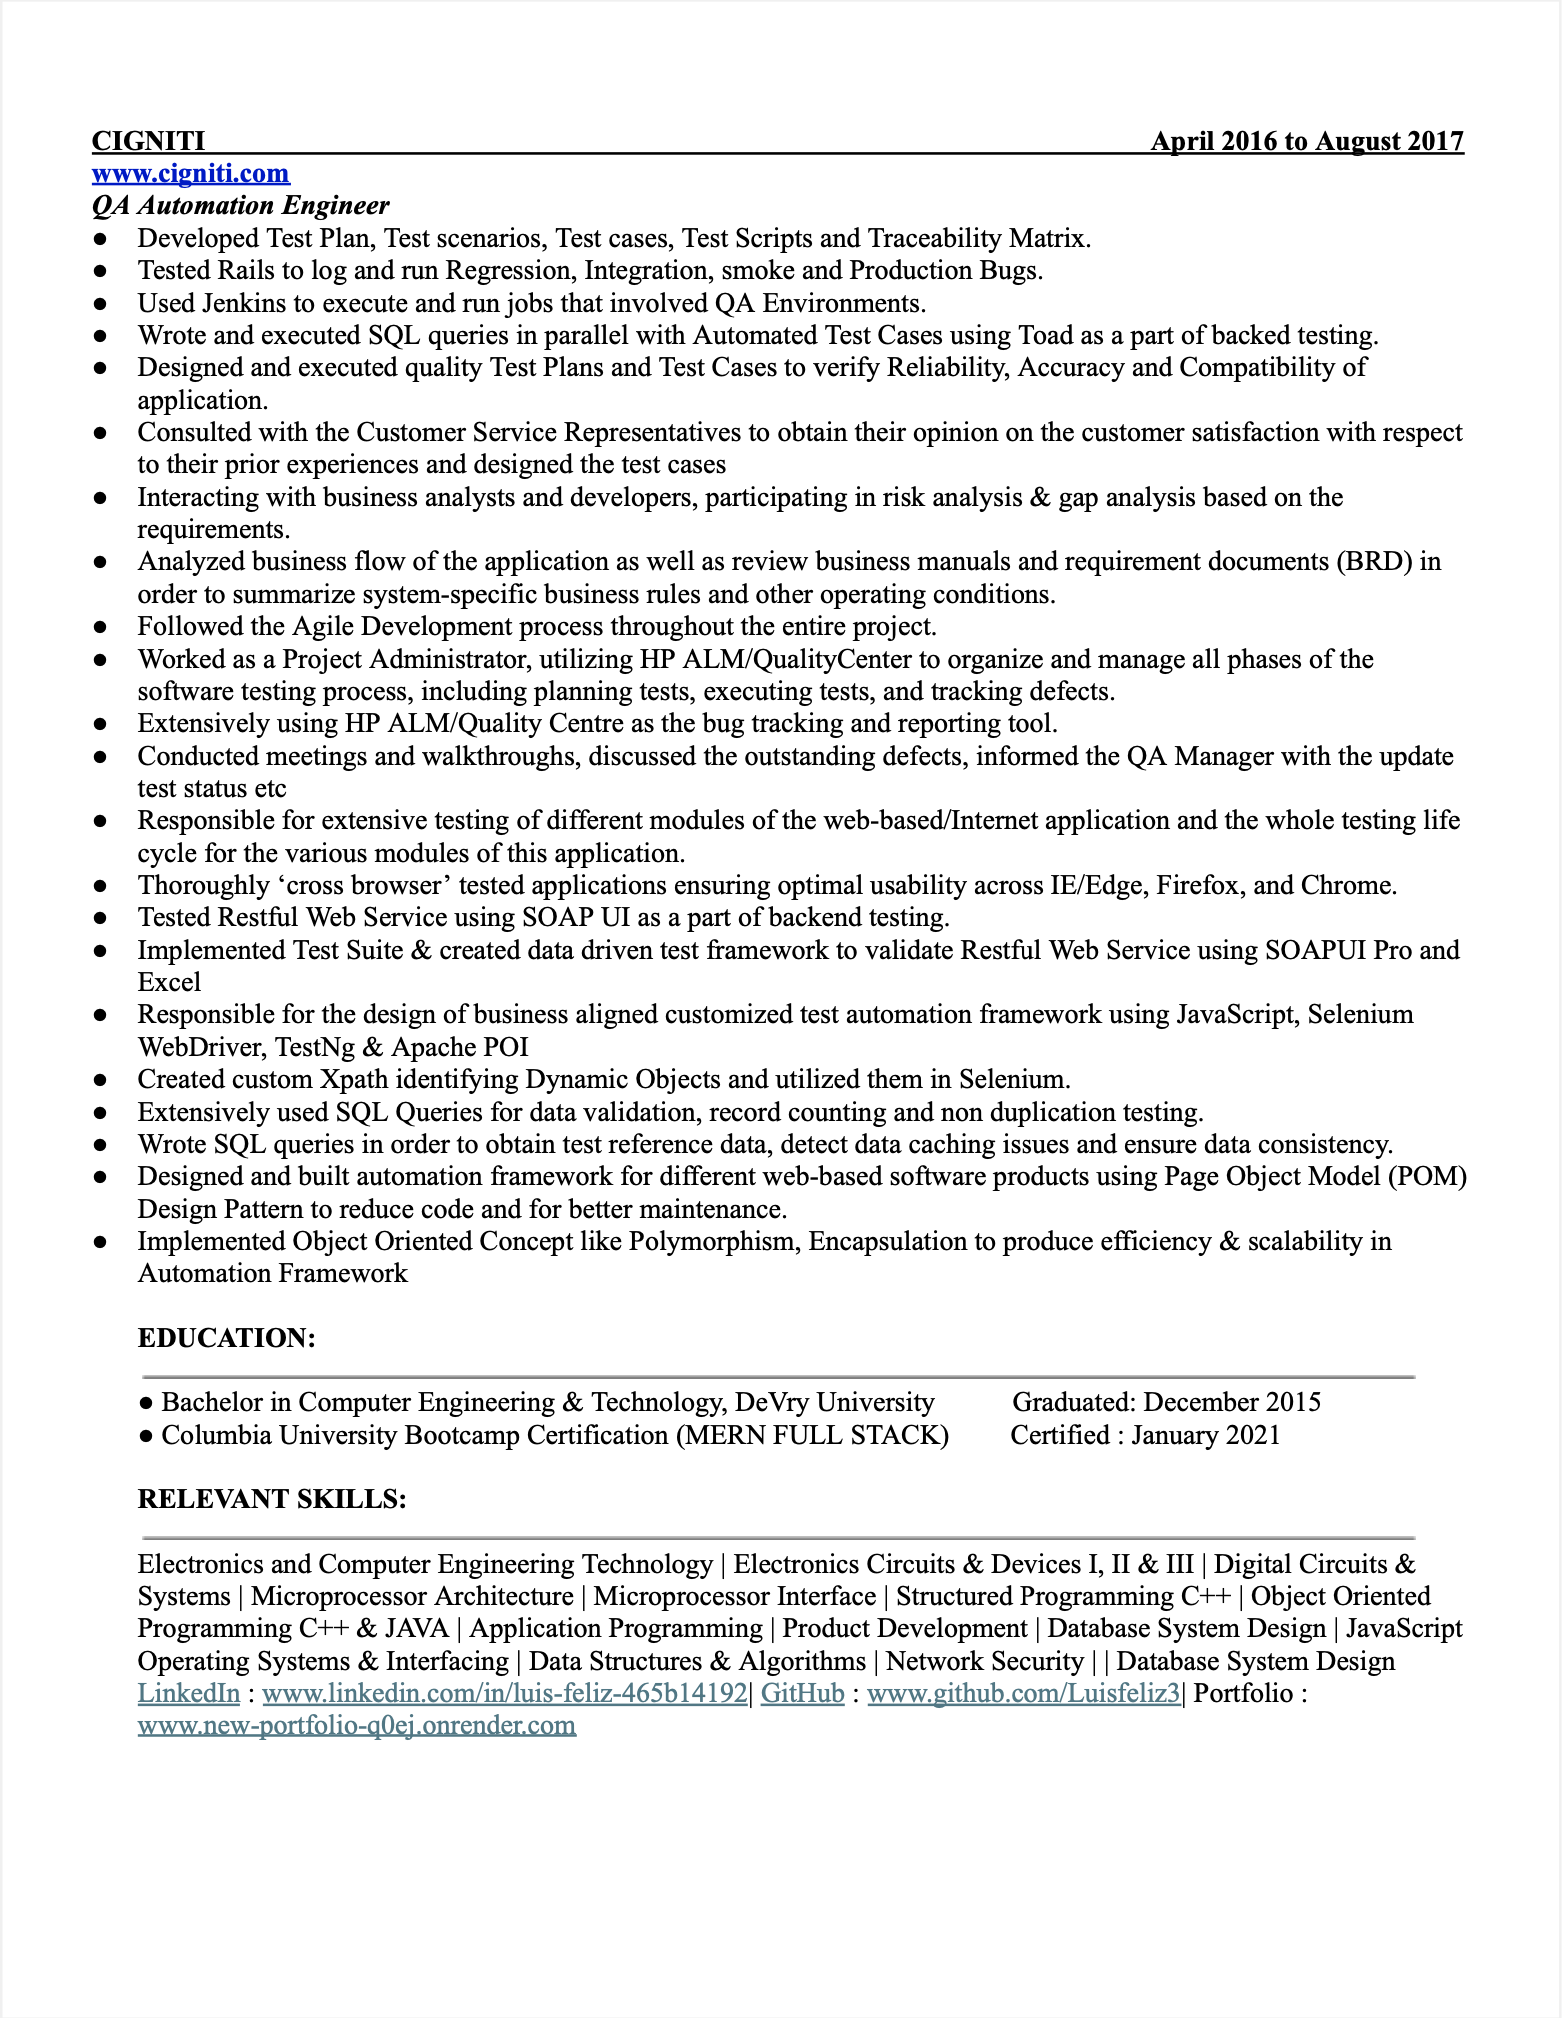 CIGNITI April 2016 to August 2017
www.cigniti.com
QA Automation Engineer
● Developed Test Plan, Test scenarios, Test cases, Test Scripts and Traceability Matrix.
● Tested Rails to log and run Regression, Integration, smoke and Production Bugs.
● Used Jenkins to execute and run jobs that involved QA Environments.
● Wrote and executed SQL queries in parallel with Automated Test Cases using Toad as a part of backed testing.
● Designed and executed quality Test Plans and Test Cases to verify Reliability, Accuracy and Compatibility of
application.
● Consulted with the Customer Service Representatives to obtain their opinion on the customer satisfaction with respect
to their prior experiences and designed the test cases
● Interacting with business analysts and developers, participating in risk analysis & gap analysis based on the
requirements.
● Analyzed business flow of the application as well as review business manuals and requirement documents (BRD) in
order to summarize system-specific business rules and other operating conditions.
● Followed the Agile Development process throughout the entire project.
● Worked as a Project Administrator, utilizing HP ALM/QualityCenter to organize and manage all phases of the
software testing process, including planning tests, executing tests, and tracking defects.
● Extensively using HP ALM/Quality Centre as the bug tracking and reporting tool.
● Conducted meetings and walkthroughs, discussed the outstanding defects, informed the QA Manager with the update
test status etc
● Responsible for extensive testing of different modules of the web-based/Internet application and the whole testing life
cycle for the various modules of this application.
● Thoroughly ‘cross browser’ tested applications ensuring optimal usability across IE/Edge, Firefox, and Chrome.
● Tested Restful Web Service using SOAP UI as a part of backend testing.
● Implemented Test Suite & created data driven test framework to validate Restful Web Service using SOAPUI Pro and
Excel
● Responsible for the design of business aligned customized test automation framework using JavaScript, Selenium
WebDriver, TestNg & Apache POI
● Created custom Xpath identifying Dynamic Objects and utilized them in Selenium.
● Extensively used SQL Queries for data validation, record counting and non duplication testing.
● Wrote SQL queries in order to obtain test reference data, detect data caching issues and ensure data consistency.
● Designed and built automation framework for different web-based software products using Page Object Model (POM)
Design Pattern to reduce code and for better maintenance.
● Implemented Object Oriented Concept like Polymorphism, Encapsulation to produce efficiency & scalability in
Automation Framework
EDUCATION:
● Bachelor in Computer Engineering & Technology, DeVry University Graduated: December 2015
● Columbia University Bootcamp Certification (MERN FULL STACK) Certified : January 2021
RELEVANT SKILLS:
Electronics and Computer Engineering Technology | Electronics Circuits & Devices I, II & III | Digital Circuits &
Systems | Microprocessor Architecture | Microprocessor Interface | Structured Programming C++ | Object Oriented
Programming C++ & JAVA | Application Programming | Product Development | Database System Design | JavaScript
Operating Systems & Interfacing | Data Structures & Algorithms | Network Security | | Database System Design
LinkedIn : www.linkedin.com/in/luis-feliz-465b14192| GitHub : www.github.com/Luisfeliz3| Portfolio :
www.new-portfolio-q0ej.onrender.com